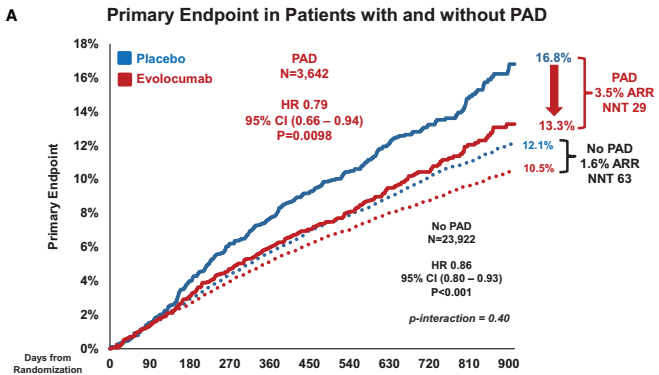 A
Primary Endpoint in Patients with and without PAD
Primary Endpoint
18%
16%
14%
12%
10%
8%
6%
4%
2%
0%
Placebo
Evolocumab
PAD
N=3,642
HR 0.79
95% CI (0.66 – 0.94)
P=0.0098
16.8%
13.3%
12.1%
10.5%
PAD
3.5% ARR
NNT 29
No PAD
1.6% ARR
NNT 63
No PAD
N=23,922
HR 0.86
95% CI (0.80 – 0.93)
P<0.001
p-interaction = 0.40
Days from
Randomization
0 90 180 270 360 450 540 630 720 810 900